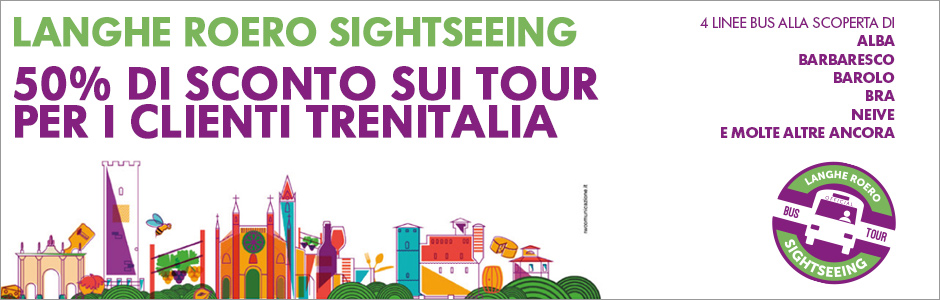 LANGHE ROERO SIGHTSEEING
50% DI SCONTO SUI TOUR
PER I CLIENTI TRENITALIA
4 LINEE BUS ALLA SCOPERTA DI
ALBA
BARBARESCO
BAROLO
BRA
NEIVE
E MOLTE ALTRE ANCORA
neocomunicazione.it
LANGHE ROERO
OFFICIAL
BUS
TOUR
SIGHTSEEING